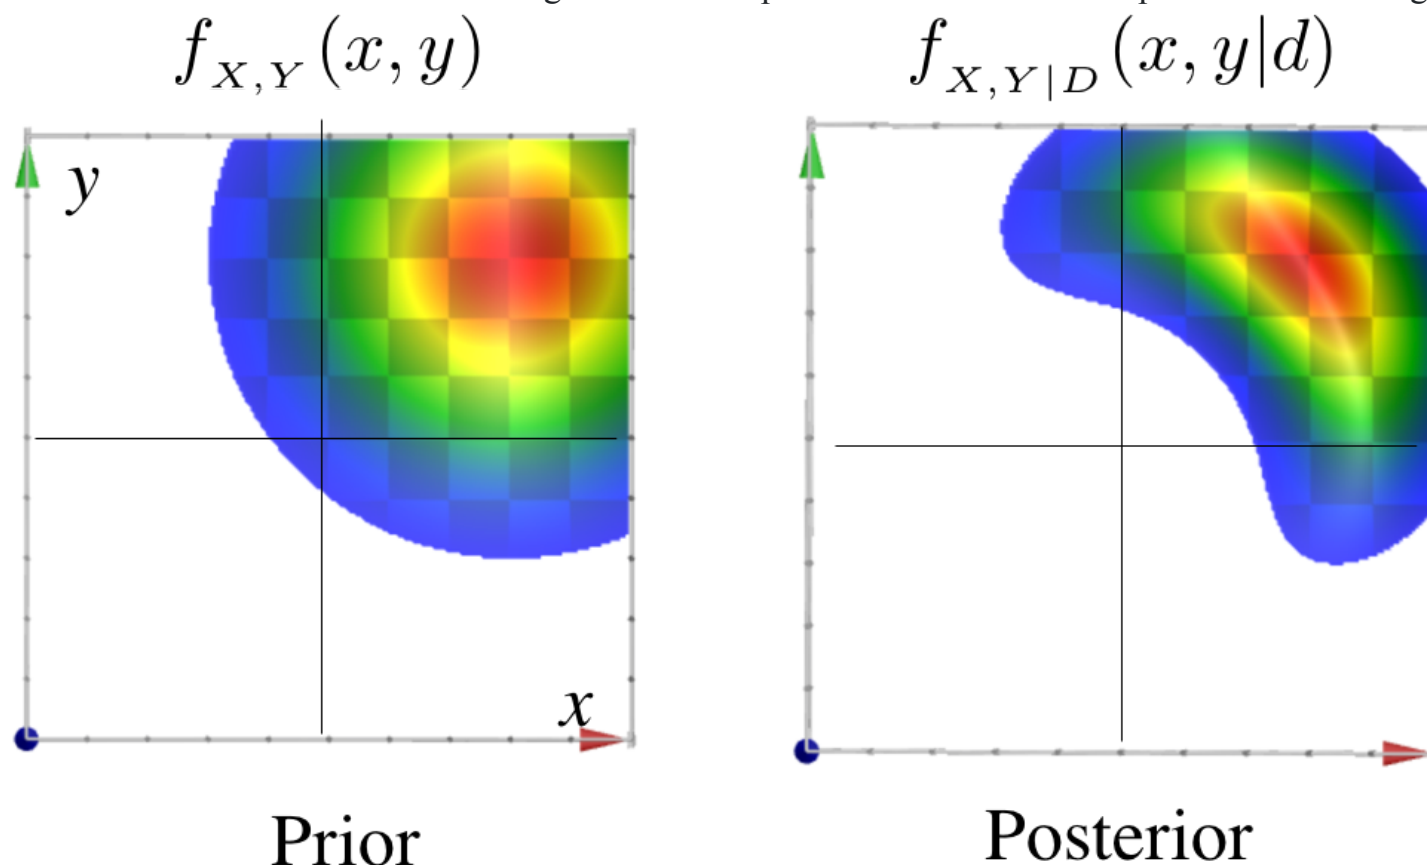 f_{X,Y}(x, y)
f_{X,Y|D}(x, y|d)
y
x
Prior
Posterior